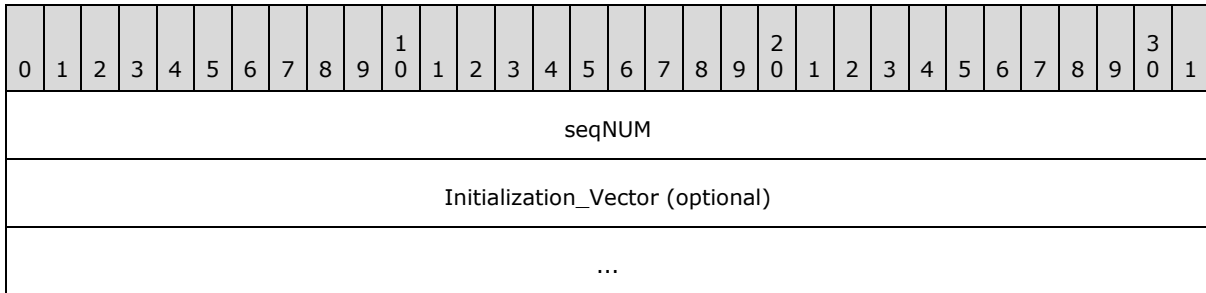 1 2 3
0 1 2 3 4 5 6 7 8 9 0 1 2 3 4 5 6 7 8 9 0 1 2 3 4 5 6 7 8 9 0 1
seqNUM
Initialization_Vector (optional)
...